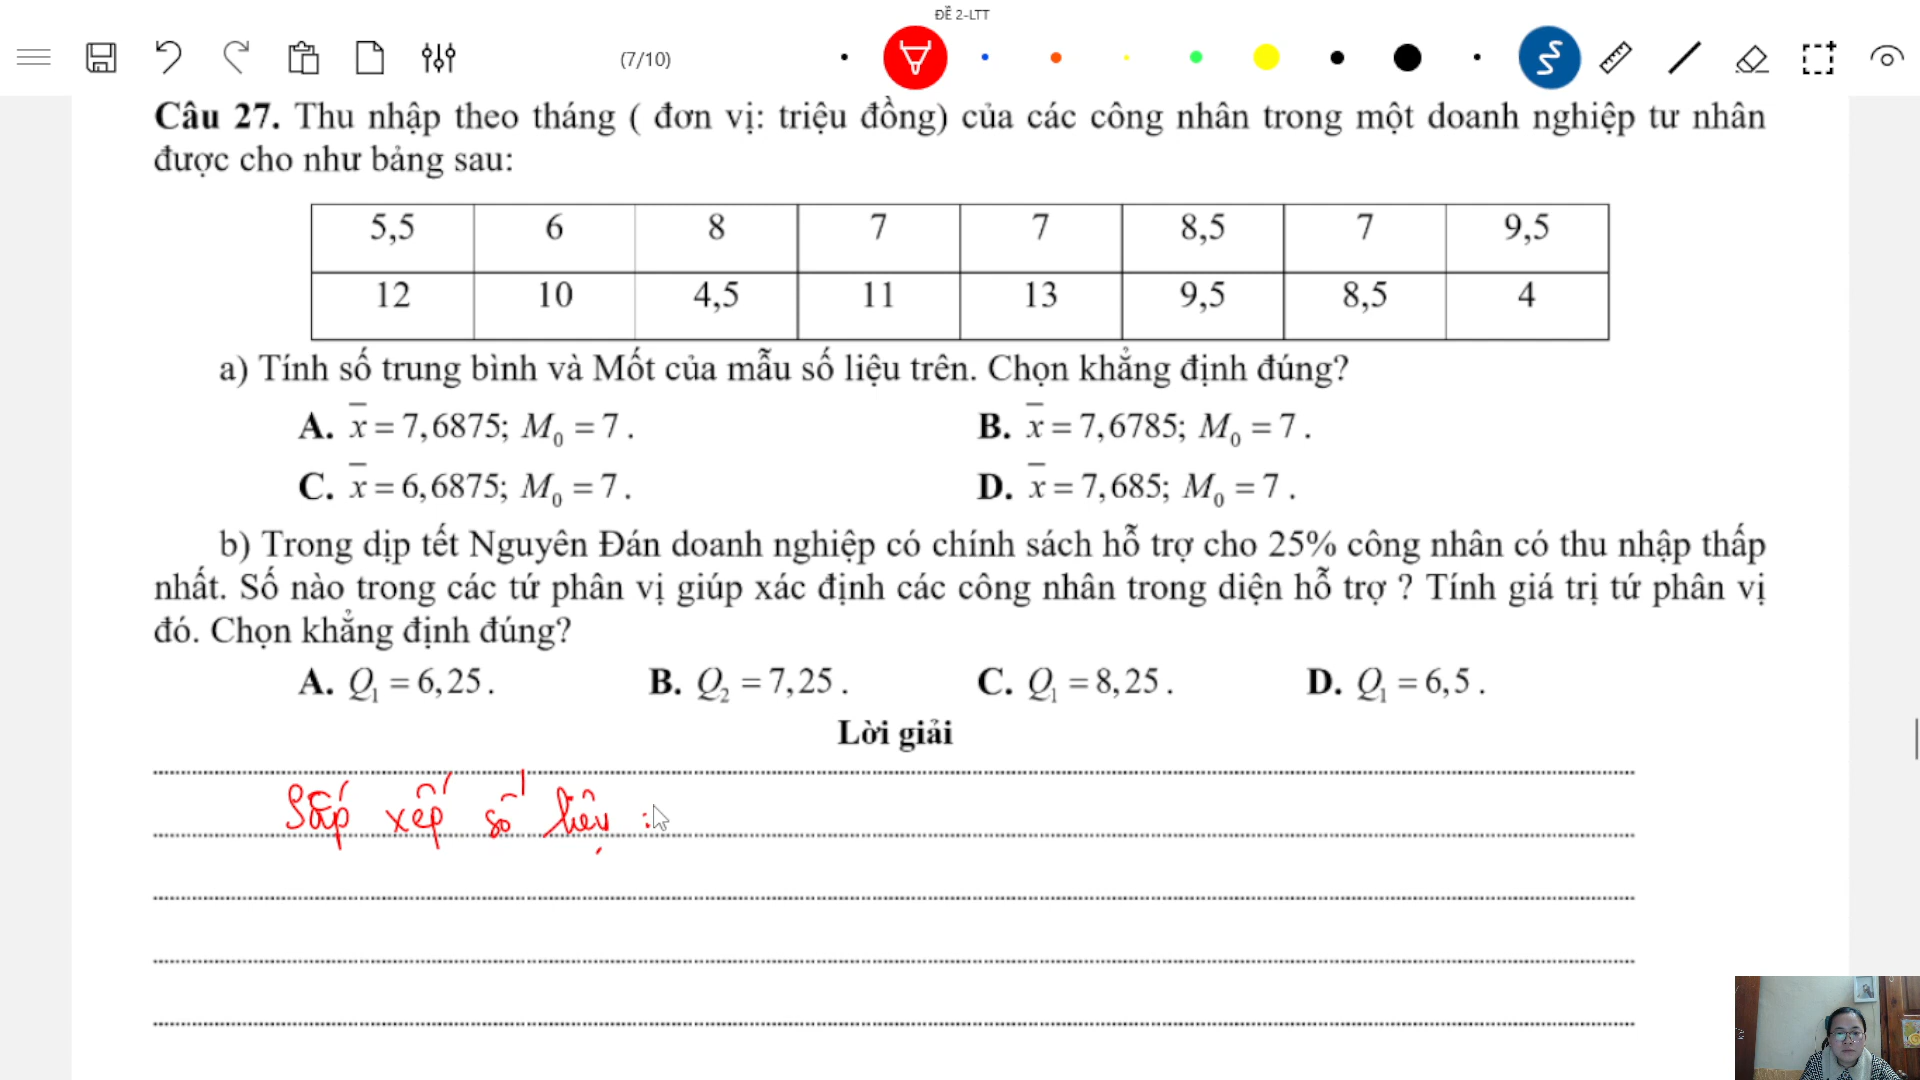 ĐỀ 2-LTT
(7/10)
Câu 27. Thu nhập theo tháng ( đơn vị: triệu đồng) của các công nhân trong một doanh nghiệp tư nhân
được cho như bảng sau:
5,5 6 8 7 7 8,5 7 9,5
12 10 4,5 11 13 9,5 8,5 4
a) Tính số trung bình và Mốt của mẫu số liệu trên. Chọn khẳng định đúng?
A. x̅ = 7,6875; M₀ = 7 . B. x̅ = 7,6785; M₀ = 7 .
C. x̅ = 6,6875; M₀ = 7 . D. x̅ = 7,685; M₀ = 7 .
b) Trong dịp tết Nguyên Đán doanh nghiệp có chính sách hỗ trợ cho 25% công nhân có thu nhập thấp
nhất. Số nào trong các tứ phân vị giúp xác định các công nhân trong diện hỗ trợ ? Tính giá trị tứ phân vị
đó. Chọn khẳng định đúng?
A. Q₁ = 6,25 . B. Q₂ = 7,25 . C. Q₁ = 8,25 . D. Q₁ = 6,5 .
Lời giải
Sắp xếp số liệu :